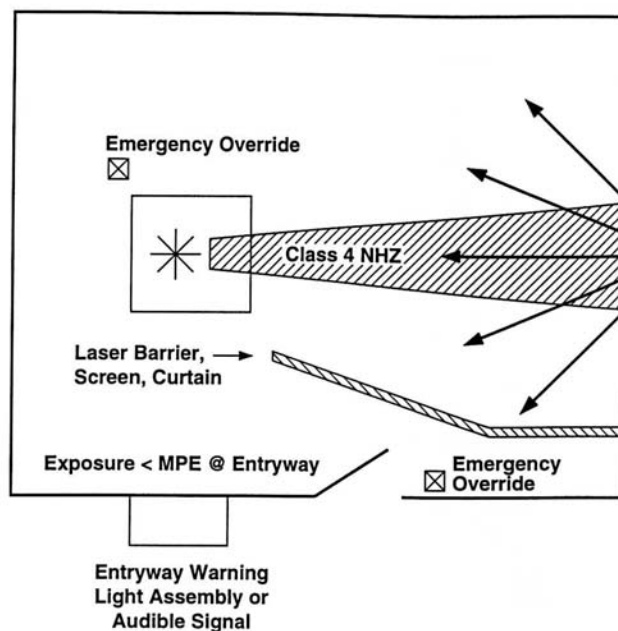 Emergency Override
Class 4 NHZ
Laser Barrier,
Screen, Curtain
Exposure < MPE @ Entryway
Emergency
Override
Entryway Warning
Light Assembly or
Audible Signal